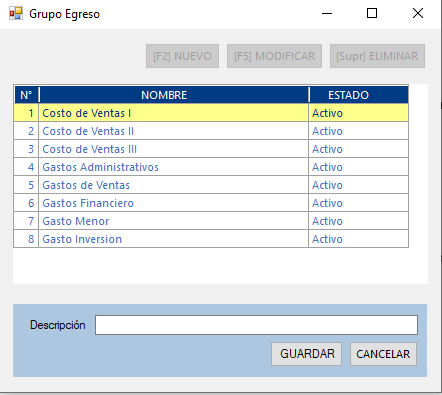 Grupo Egreso
[F2] NUEVO [F5] MODIFICAR [Supr] ELIMINAR
N° NOMBRE ESTADO
1 Costo de Ventas I Activo
2 Costo de Ventas II Activo
3 Costo de Ventas III Activo
4 Gastos Administrativos Activo
5 Gastos de Ventas Activo
6 Gastos Financiero Activo
7 Gasto Menor Activo
8 Gasto Inversion Activo
Descripción
GUARDAR CANCELAR